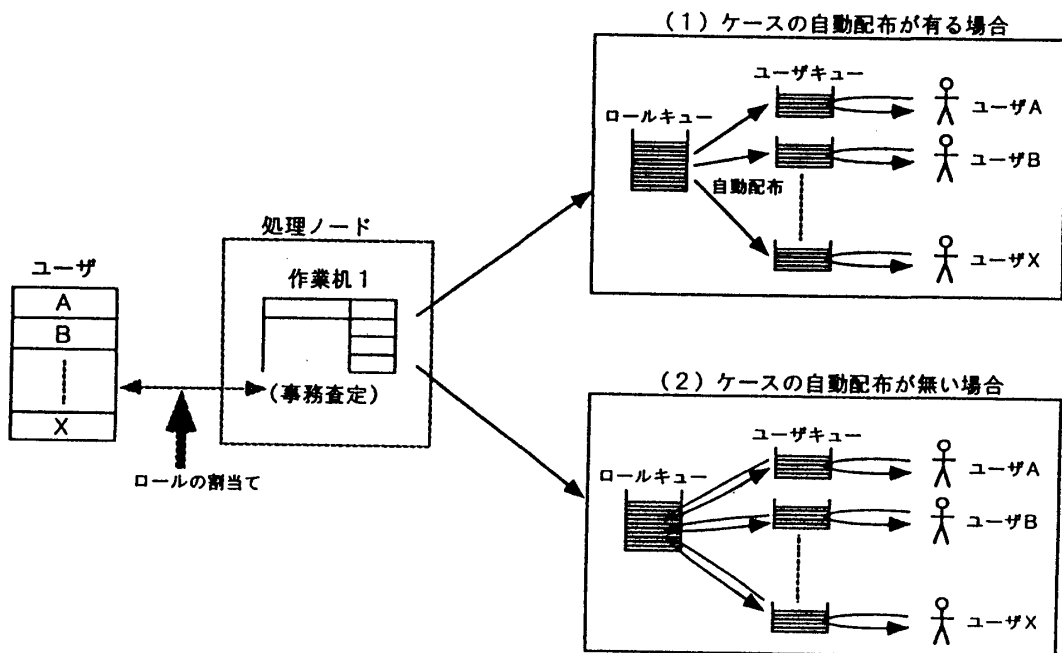 (1)ケースの自動配布が有る場合
ユーザキュー
ロールキュー
ユーザA
ユーザB
自動配布
ユーザX
処理ノード
作業机1
(事務査定)
ユーザ
A
B
X
ロールの割当て
(2)ケースの自動配布が無い場合
ユーザキュー
ロールキュー
ユーザA
ユーザB
ユーザX